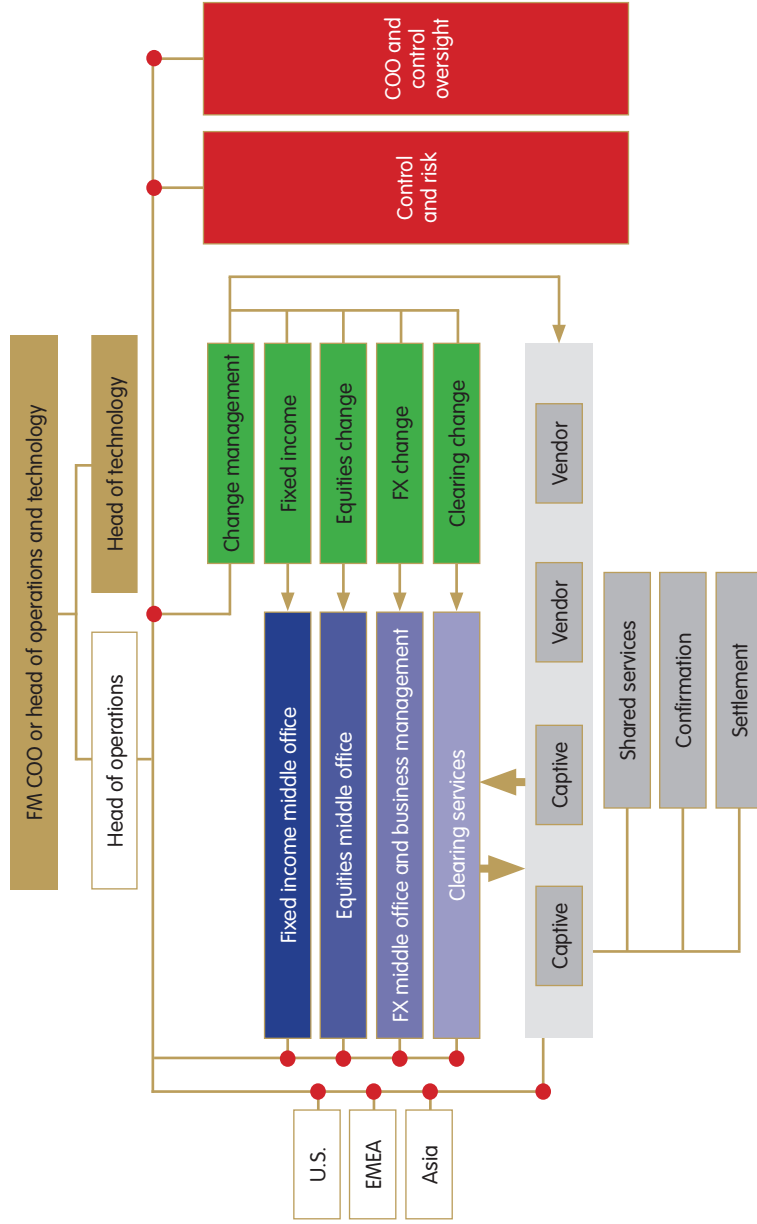 FM COO or head of operations and technology
Head of operations
Head of technology
U.S.
EMEA
Asia
Fixed income middle office
Equities middle office
FX middle office and business management
Clearing services
Change management
Fixed income
Equities change
FX change
Clearing change
Control
and risk
COO and
control
oversight
Captive
Captive
Vendor
Vendor
Shared services
Confirmation
Settlement